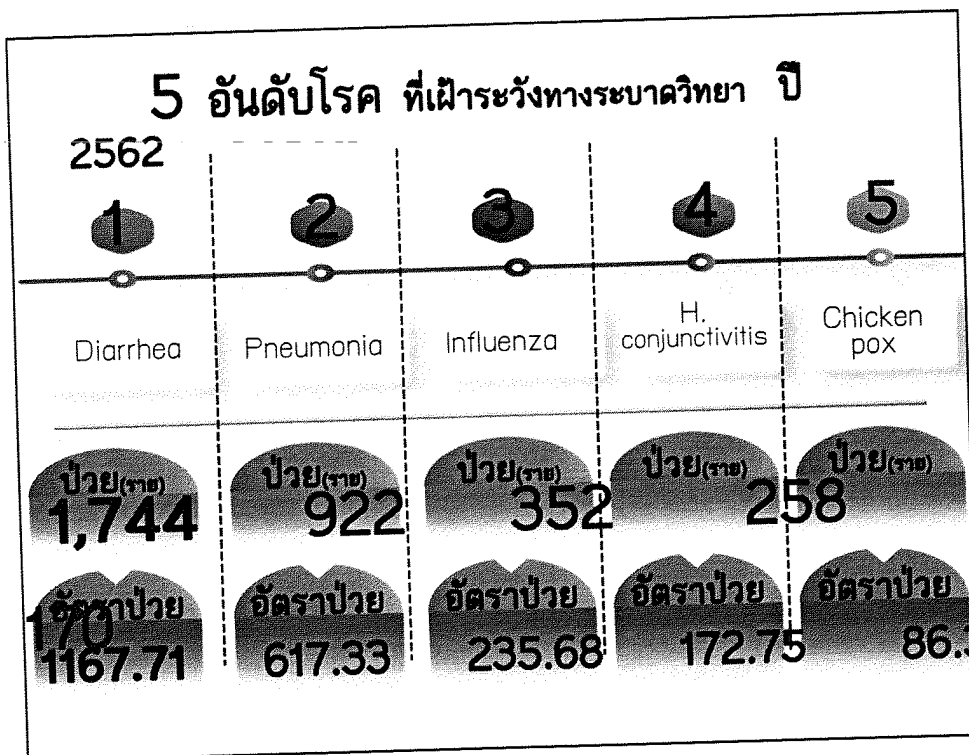 5 อันดับโรค ที่เฝ้าระวังทางระบาดวิทยา ปี
2562
1 2 3 4 5
Diarrhea Pneumonia Influenza H. conjunctivitis Chicken pox
ป่วย(ราย) ป่วย(ราย) ป่วย(ราย) ป่วย(ราย) ป่วย(ราย)
1,744 922 352 258
อัตราป่วย อัตราป่วย อัตราป่วย อัตราป่วย อัตราป่วย
170
1167.71 617.33 235.68 172.75 86.